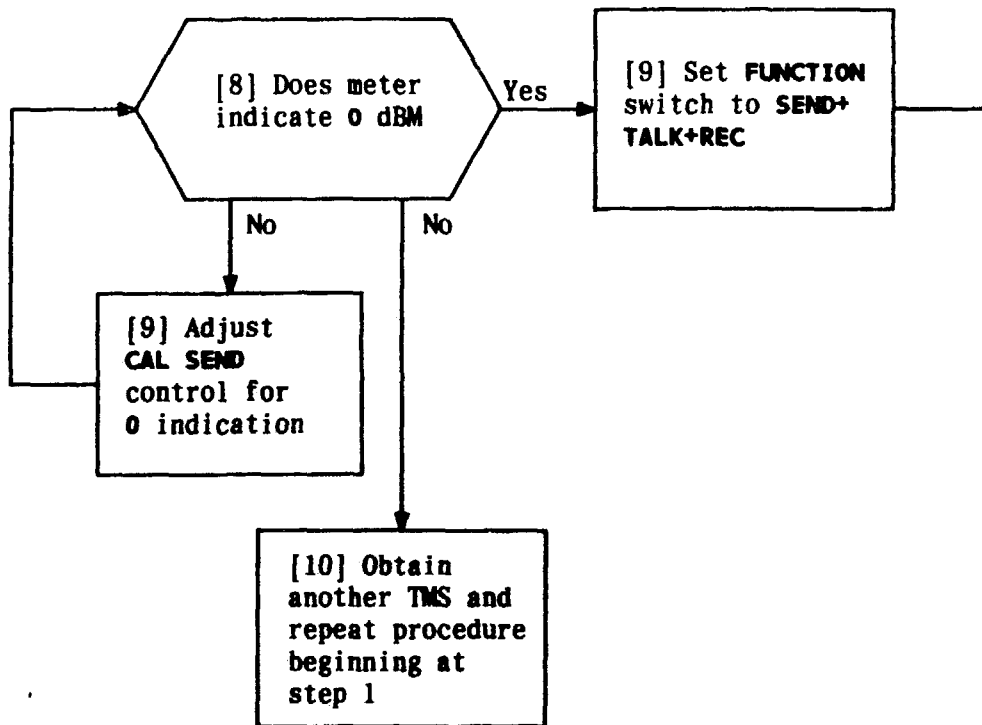 [8] Does meter
indicate 0 dBM
Yes
[9] Set FUNCTION
switch to SEND+
TALK+REC
No
No
[9] Adjust
CAL SEND
control for
0 indication
[10] Obtain
another TMS and
repeat procedure
beginning at
step 1